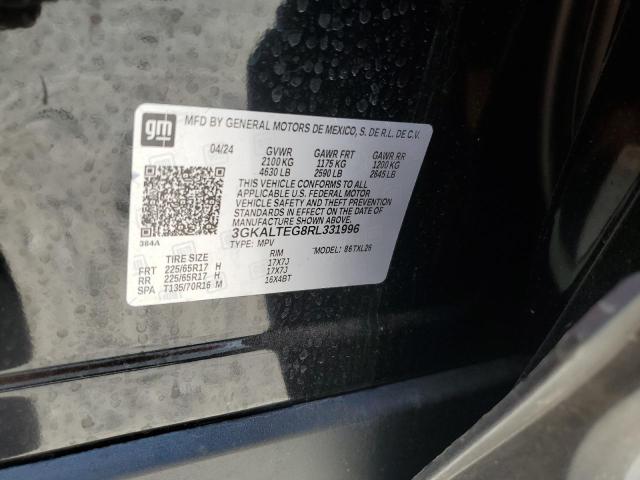 gm
MFD BY GENERAL MOTORS DE MEXICO, S. DE R.L. DE C.V.
04/24 GVWR GAWR FRT GAWR RR
2100 KG 1175 KG 1200 KG
4630 LB 2590 LB 2645 LB
THIS VEHICLE CONFORMS TO ALL
APPLICABLE U.S. FEDERAL MOTOR
VEHICLE SAFETY, BUMPER, AND THEFT
PREVENTION STANDARDS IN EFFECT
ON THE DATE OF MANUFACTURE
SHOWN ABOVE.
3GKALTEG8RL331996
384A TYPE: MPV MODEL: 86TXL26
TIRE SIZE RIM
FRT 225/65R17 H 17X7J
RR 225/65R17 H 17X7J
SPA T135/70R16 M 16X4BT